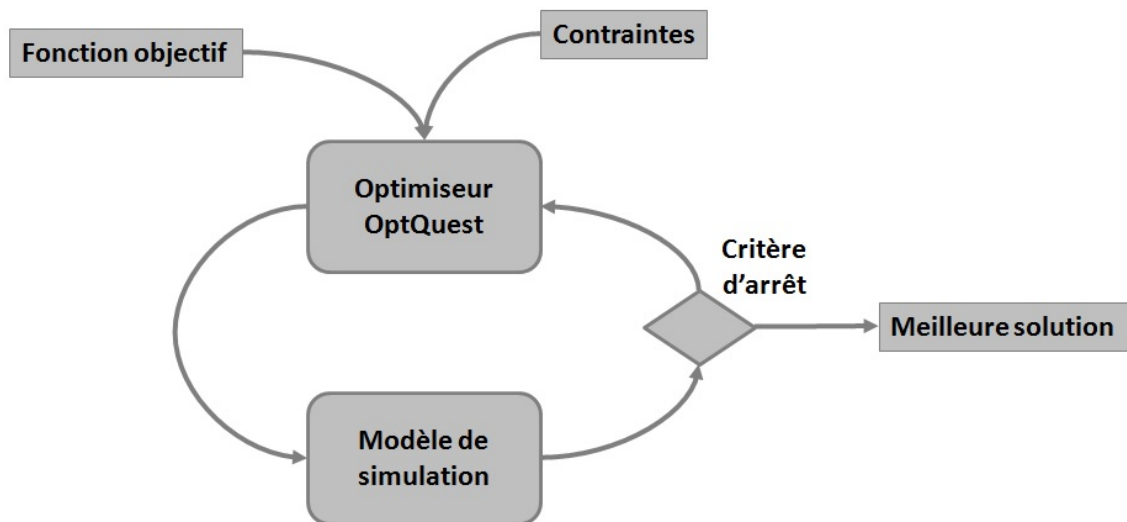 Fonction objectif
Contraintes
Optimiseur
OptQuest
Critère
d'arrêt
Meilleure solution
Modèle de
simulation